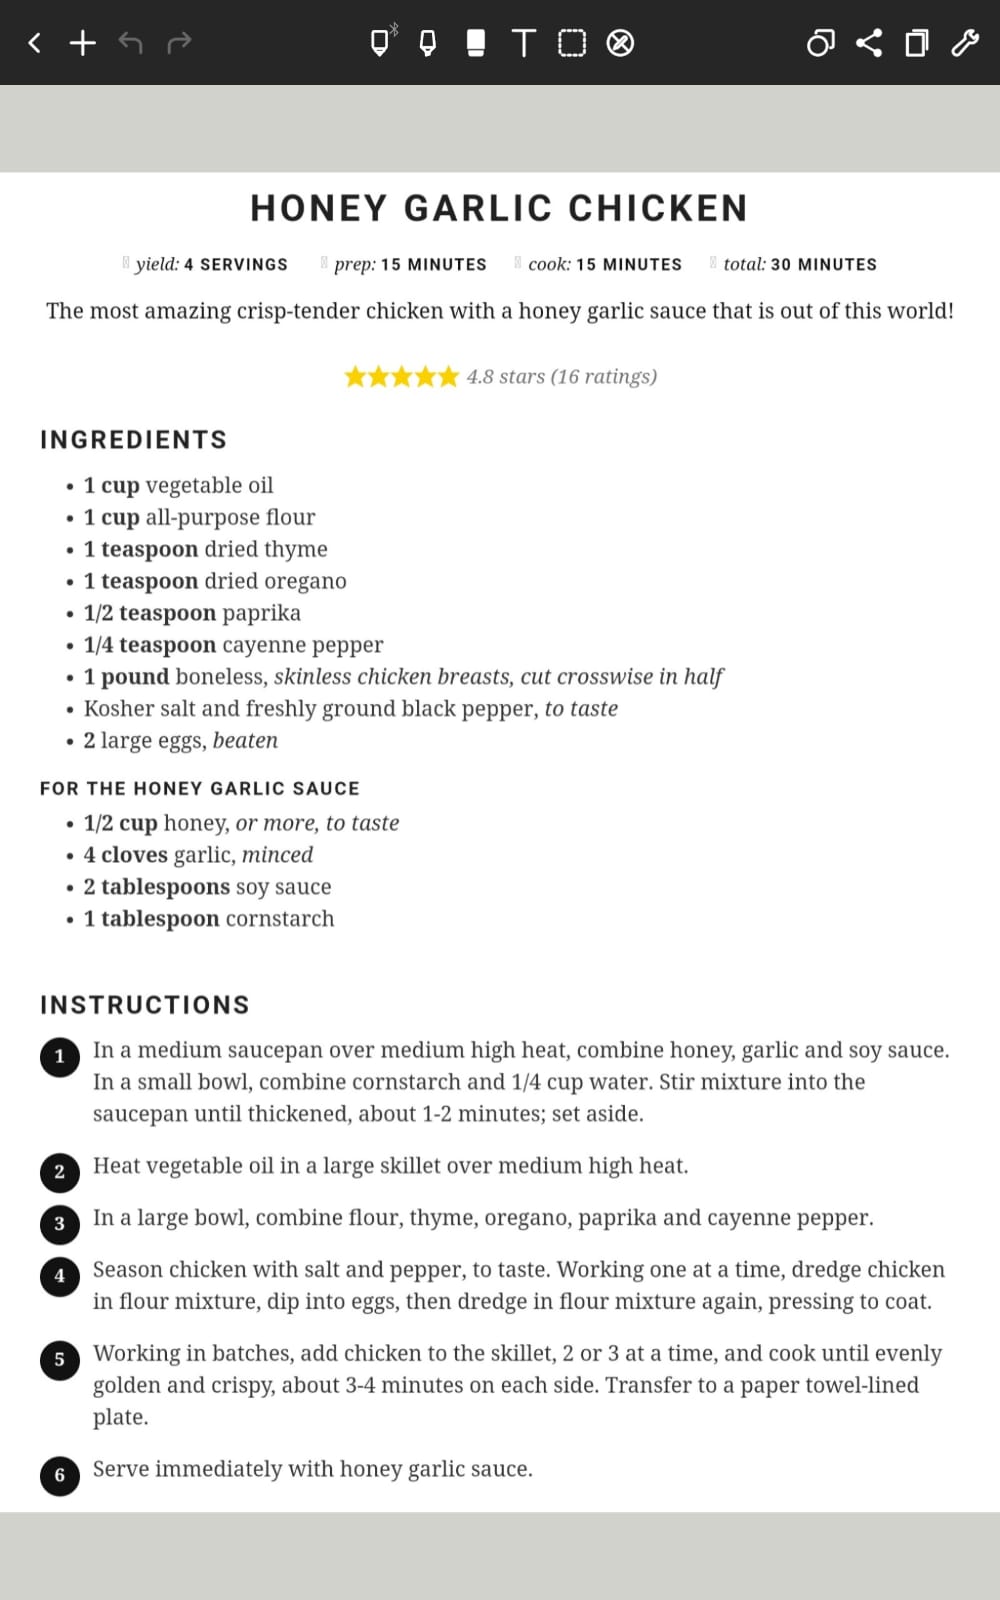 HONEY GARLIC CHICKEN
yield: 4 SERVINGS prep: 15 MINUTES cook: 15 MINUTES total: 30 MINUTES
The most amazing crisp-tender chicken with a honey garlic sauce that is out of this world!
4.8 stars (16 ratings)
INGREDIENTS
• 1 cup vegetable oil
• 1 cup all-purpose flour
• 1 teaspoon dried thyme
• 1 teaspoon dried oregano
• 1/2 teaspoon paprika
• 1/4 teaspoon cayenne pepper
• 1 pound boneless, skinless chicken breasts, cut crosswise in half
• Kosher salt and freshly ground black pepper, to taste
• 2 large eggs, beaten
FOR THE HONEY GARLIC SAUCE
• 1/2 cup honey, or more, to taste
• 4 cloves garlic, minced
• 2 tablespoons soy sauce
• 1 tablespoon cornstarch
INSTRUCTIONS
1 In a medium saucepan over medium high heat, combine honey, garlic and soy sauce.
In a small bowl, combine cornstarch and 1/4 cup water. Stir mixture into the
saucepan until thickened, about 1-2 minutes; set aside.
2 Heat vegetable oil in a large skillet over medium high heat.
3 In a large bowl, combine flour, thyme, oregano, paprika and cayenne pepper.
4 Season chicken with salt and pepper, to taste. Working one at a time, dredge chicken
in flour mixture, dip into eggs, then dredge in flour mixture again, pressing to coat.
5 Working in batches, add chicken to the skillet, 2 or 3 at a time, and cook until evenly
golden and crispy, about 3-4 minutes on each side. Transfer to a paper towel-lined
plate.
6 Serve immediately with honey garlic sauce.